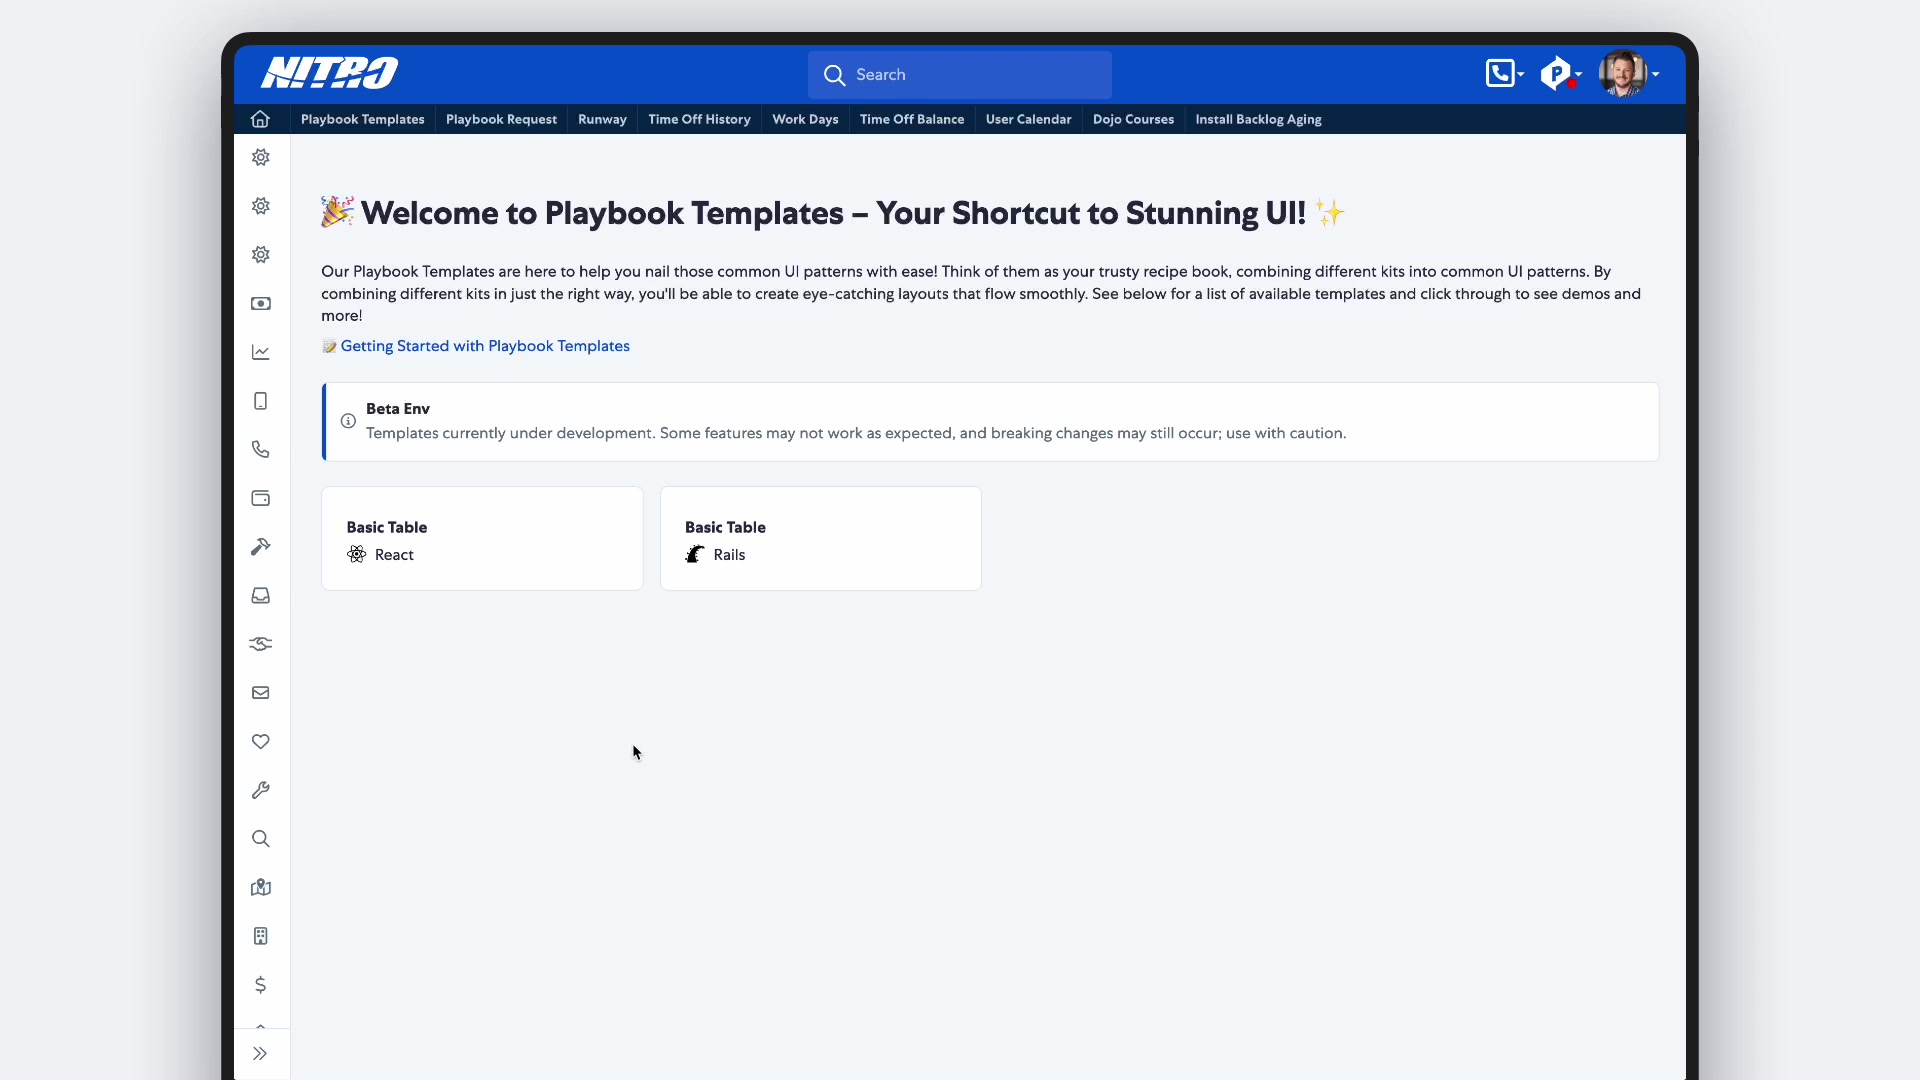 NITRO
Search
P
Playbook Templates
Playbook Request
Runway
Time Off History
Work Days
Time Off Balance
User Calendar
Dojo Courses
Install Backlog Aging
🎉 Welcome to Playbook Templates – Your Shortcut to Stunning UI! ✨
Our Playbook Templates are here to help you nail those common UI patterns with ease! Think of them as your trusty recipe book, combining different kits into common UI patterns. By
combining different kits in just the right way, you'll be able to create eye-catching layouts that flow smoothly. See below for a list of available templates and click through to see demos and
more!
📝 Getting Started with Playbook Templates
Beta Env
Templates currently under development. Some features may not work as expected, and breaking changes may still occur; use with caution.
Basic Table
React
Basic Table
Rails